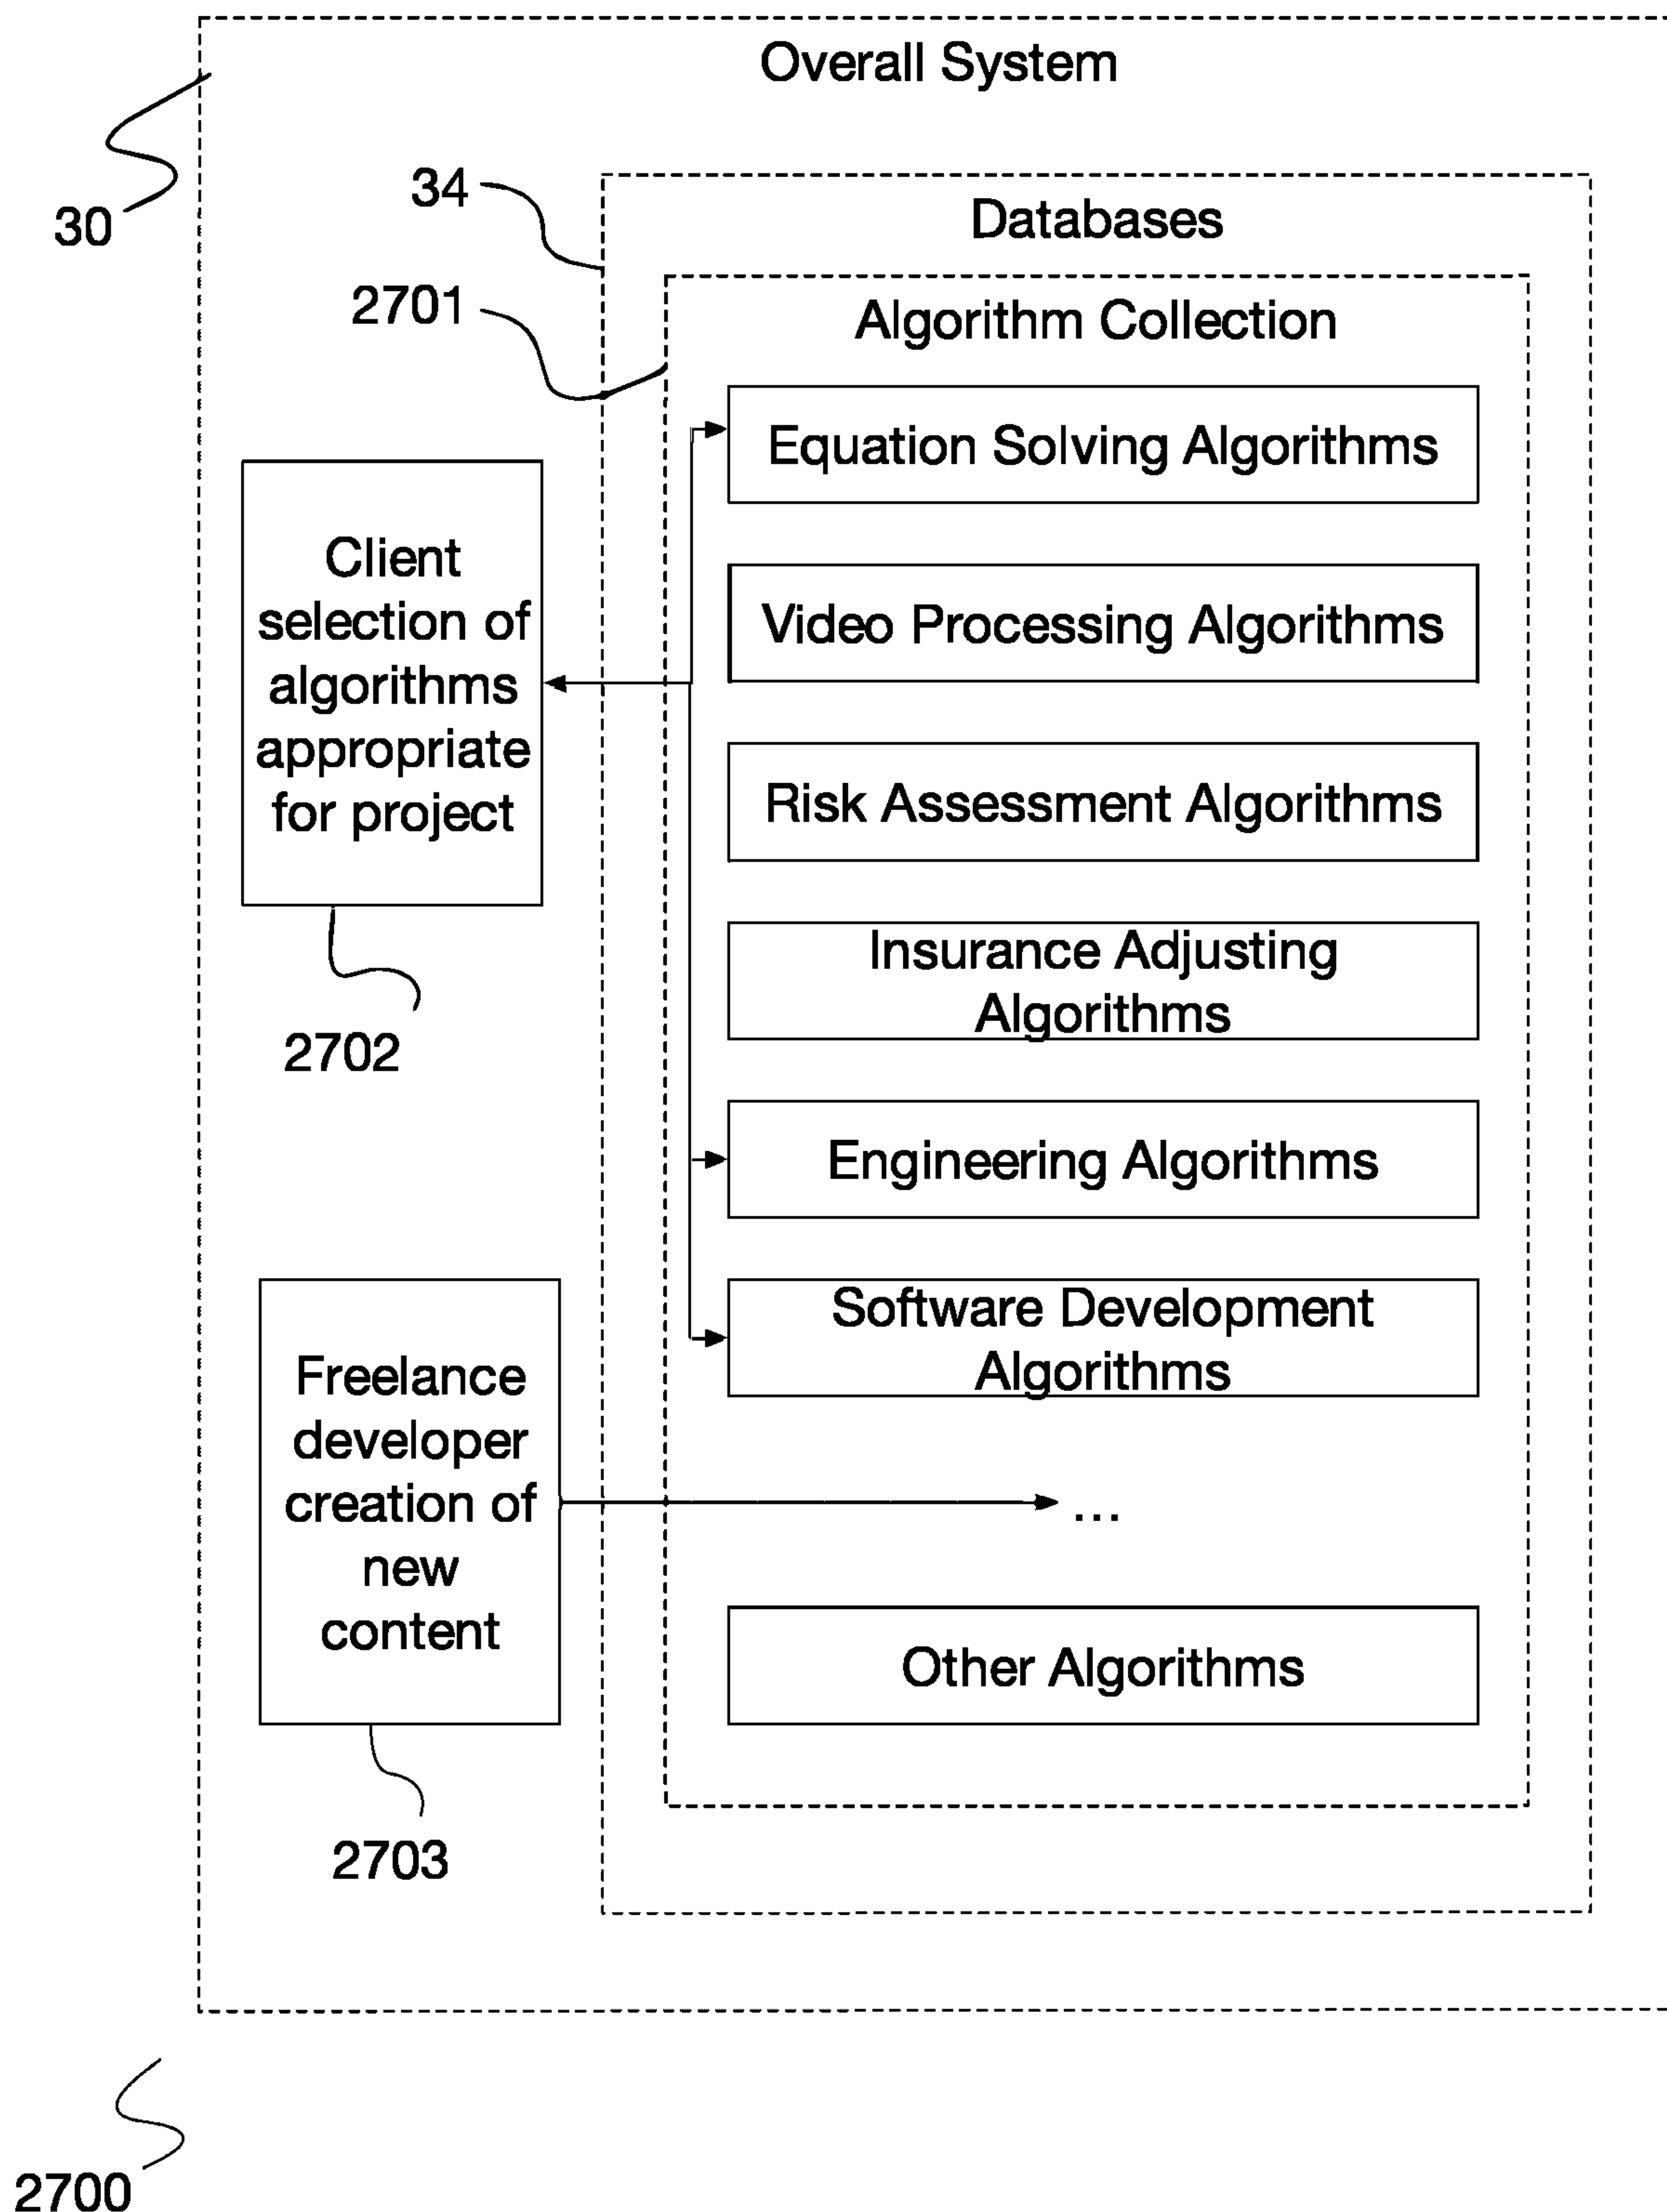 Overall System
30
34
Databases
2701
Algorithm Collection
Equation Solving Algorithms
Client
selection of
algorithms
appropriate
for project
Video Processing Algorithms
Risk Assessment Algorithms
Insurance Adjusting
Algorithms
2702
Engineering Algorithms
Software Development
Algorithms
Freelance
developer
creation of
new
content
...
Other Algorithms
2703
2700